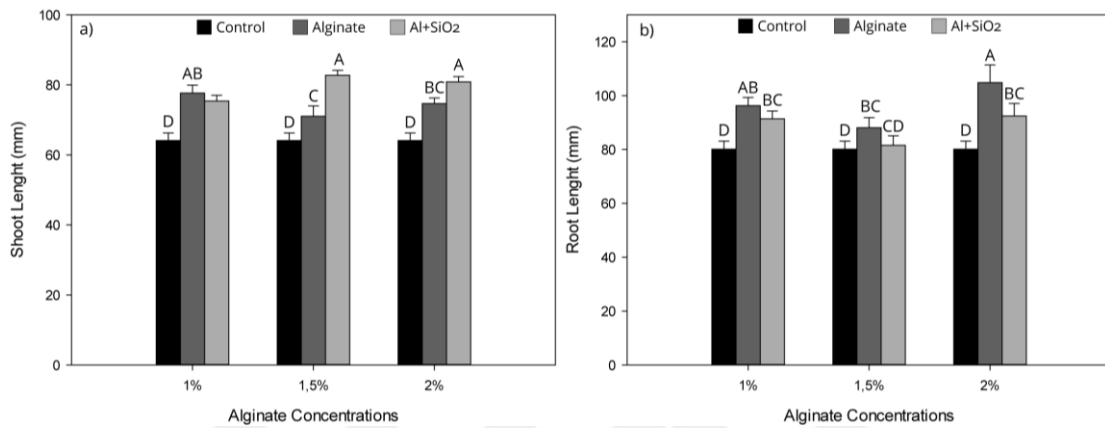 a)
Control Alginate Al+SiO2
100
80
60
40
20
0
Shoot Lenght (mm)
D AB
D C A
D BC A
1% 1,5% 2%
Alginate Concentrations
b)
Control Alginate Al+SiO2
120
100
80
60
40
20
0
Root Lenght (mm)
D AB BC
D BC CD
D A BC
1% 1,5% 2%
Alginate Concentrations